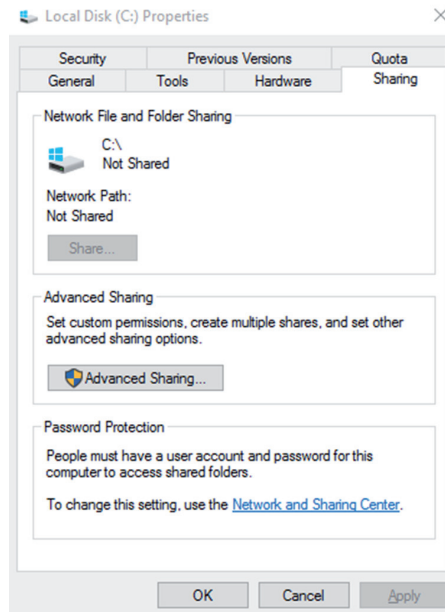 Local Disk (C:) Properties
Security Previous Versions Quota
General Tools Hardware Sharing
Network File and Folder Sharing
C:\
Not Shared
Network Path:
Not Shared
Share...
Advanced Sharing
Set custom permissions, create multiple shares, and set other
advanced sharing options.
Advanced Sharing...
Password Protection
People must have a user account and password for this
computer to access shared folders.
To change this setting, use the Network and Sharing Center.
OK Cancel Apply